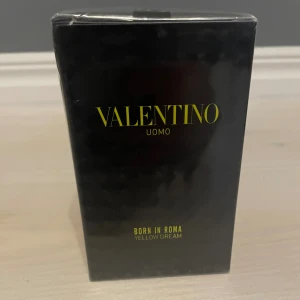 VALENTINO
UOMO
BORN IN ROMA
YELLOW DREAM